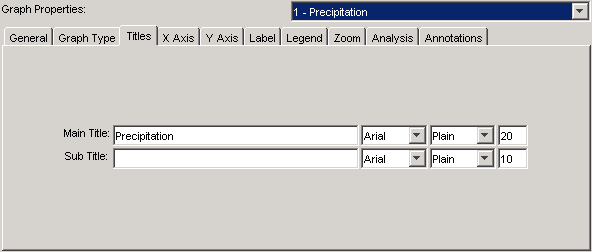 Graph Properties: 1 - Precipitation
General Graph Type Titles X Axis Y Axis Label Legend Zoom Analysis Annotations
Main Title: Precipitation Arial Plain 20
Sub Title: Arial Plain 10